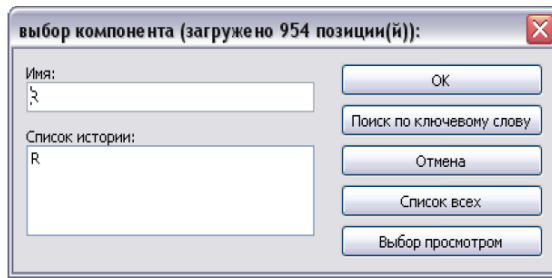 выбор компонента (загружено 954 позиции(й)):
Имя:
R
Список истории:
R
OK
Поиск по ключевому слову
Отмена
Список всех
Выбор просмотром